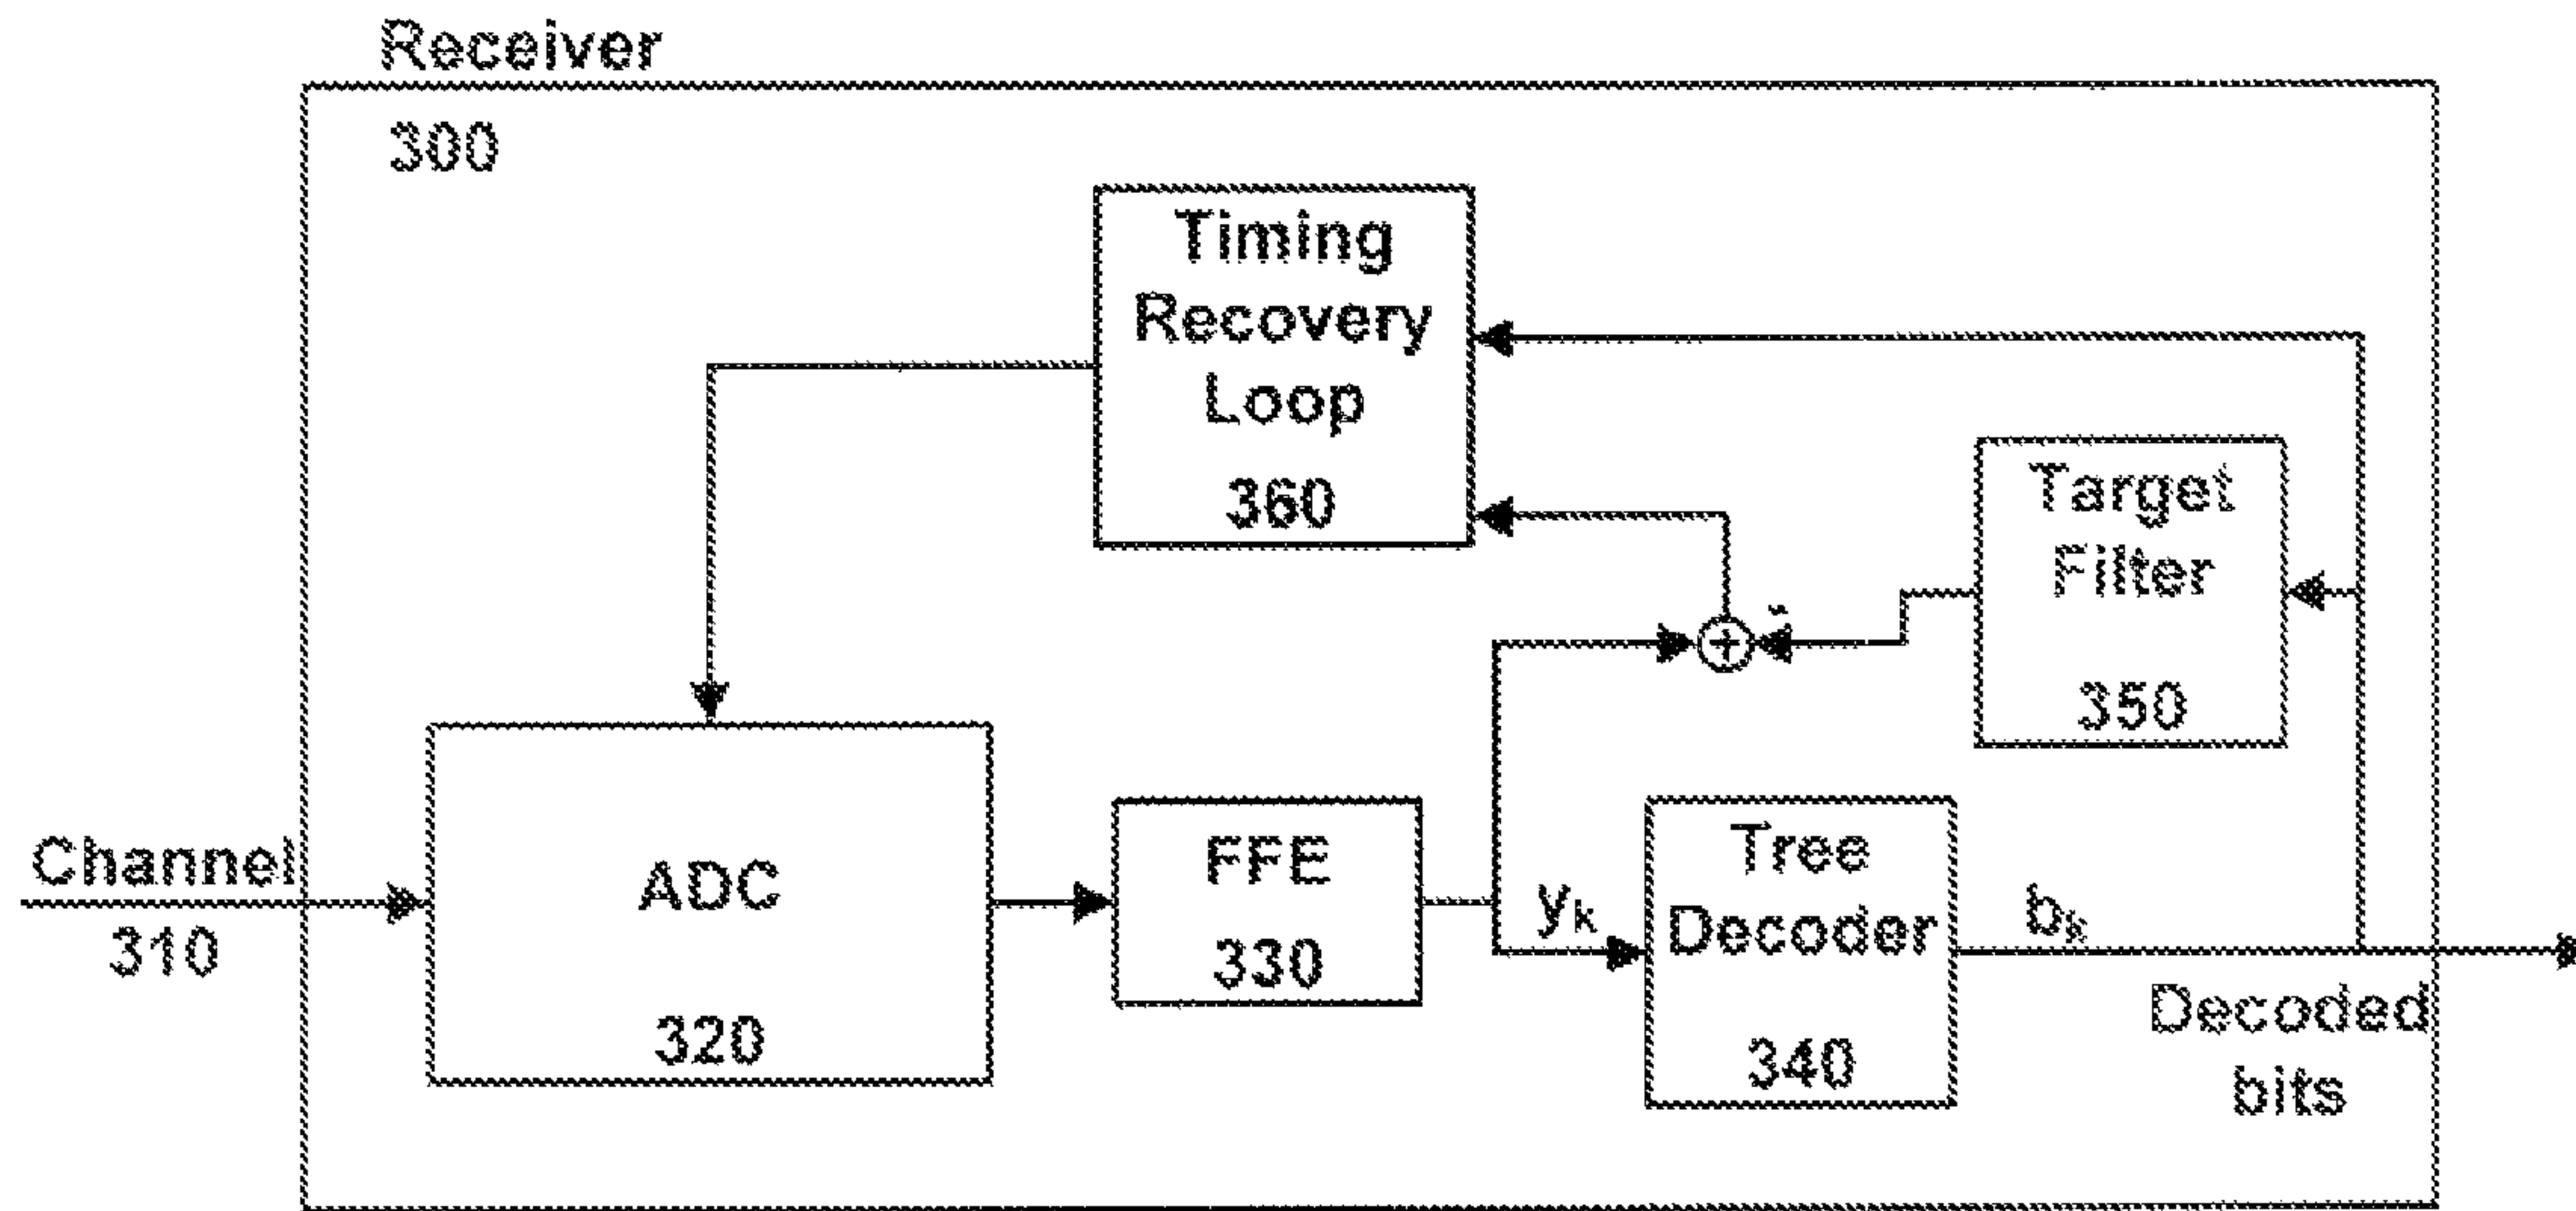 Receiver
300
Timing
Recovery
Loop
360
Target
Filter
350
-
+
Channel
310
ADC
320
FFE
330
yk
Tree
Decoder
340
bk
Decoded
bits